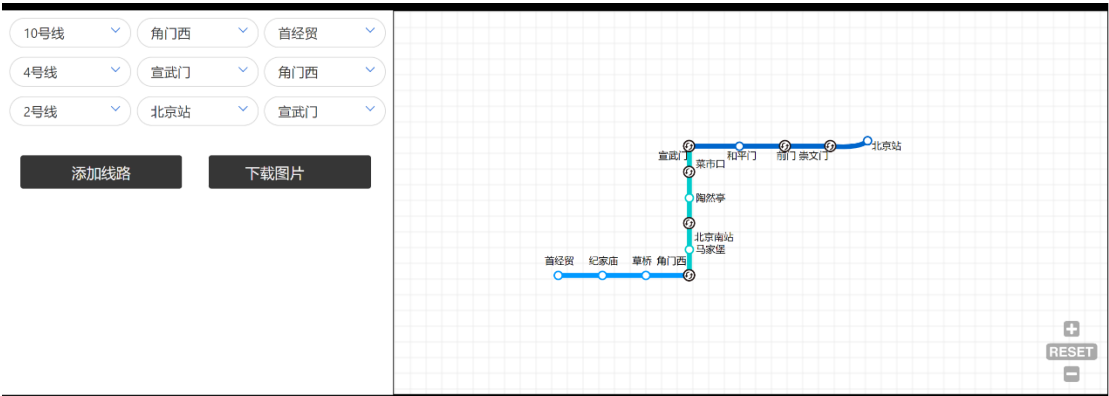 10号线 角门西 首经贸
4号线 宣武门 角门西
2号线 北京站 宣武门
添加线路 下载图片
宣武门 和平门 前门 崇文门 北京站
菜市口
陶然亭
北京南站
马家堡
首经贸 纪家庙 草桥 角门西
RESET